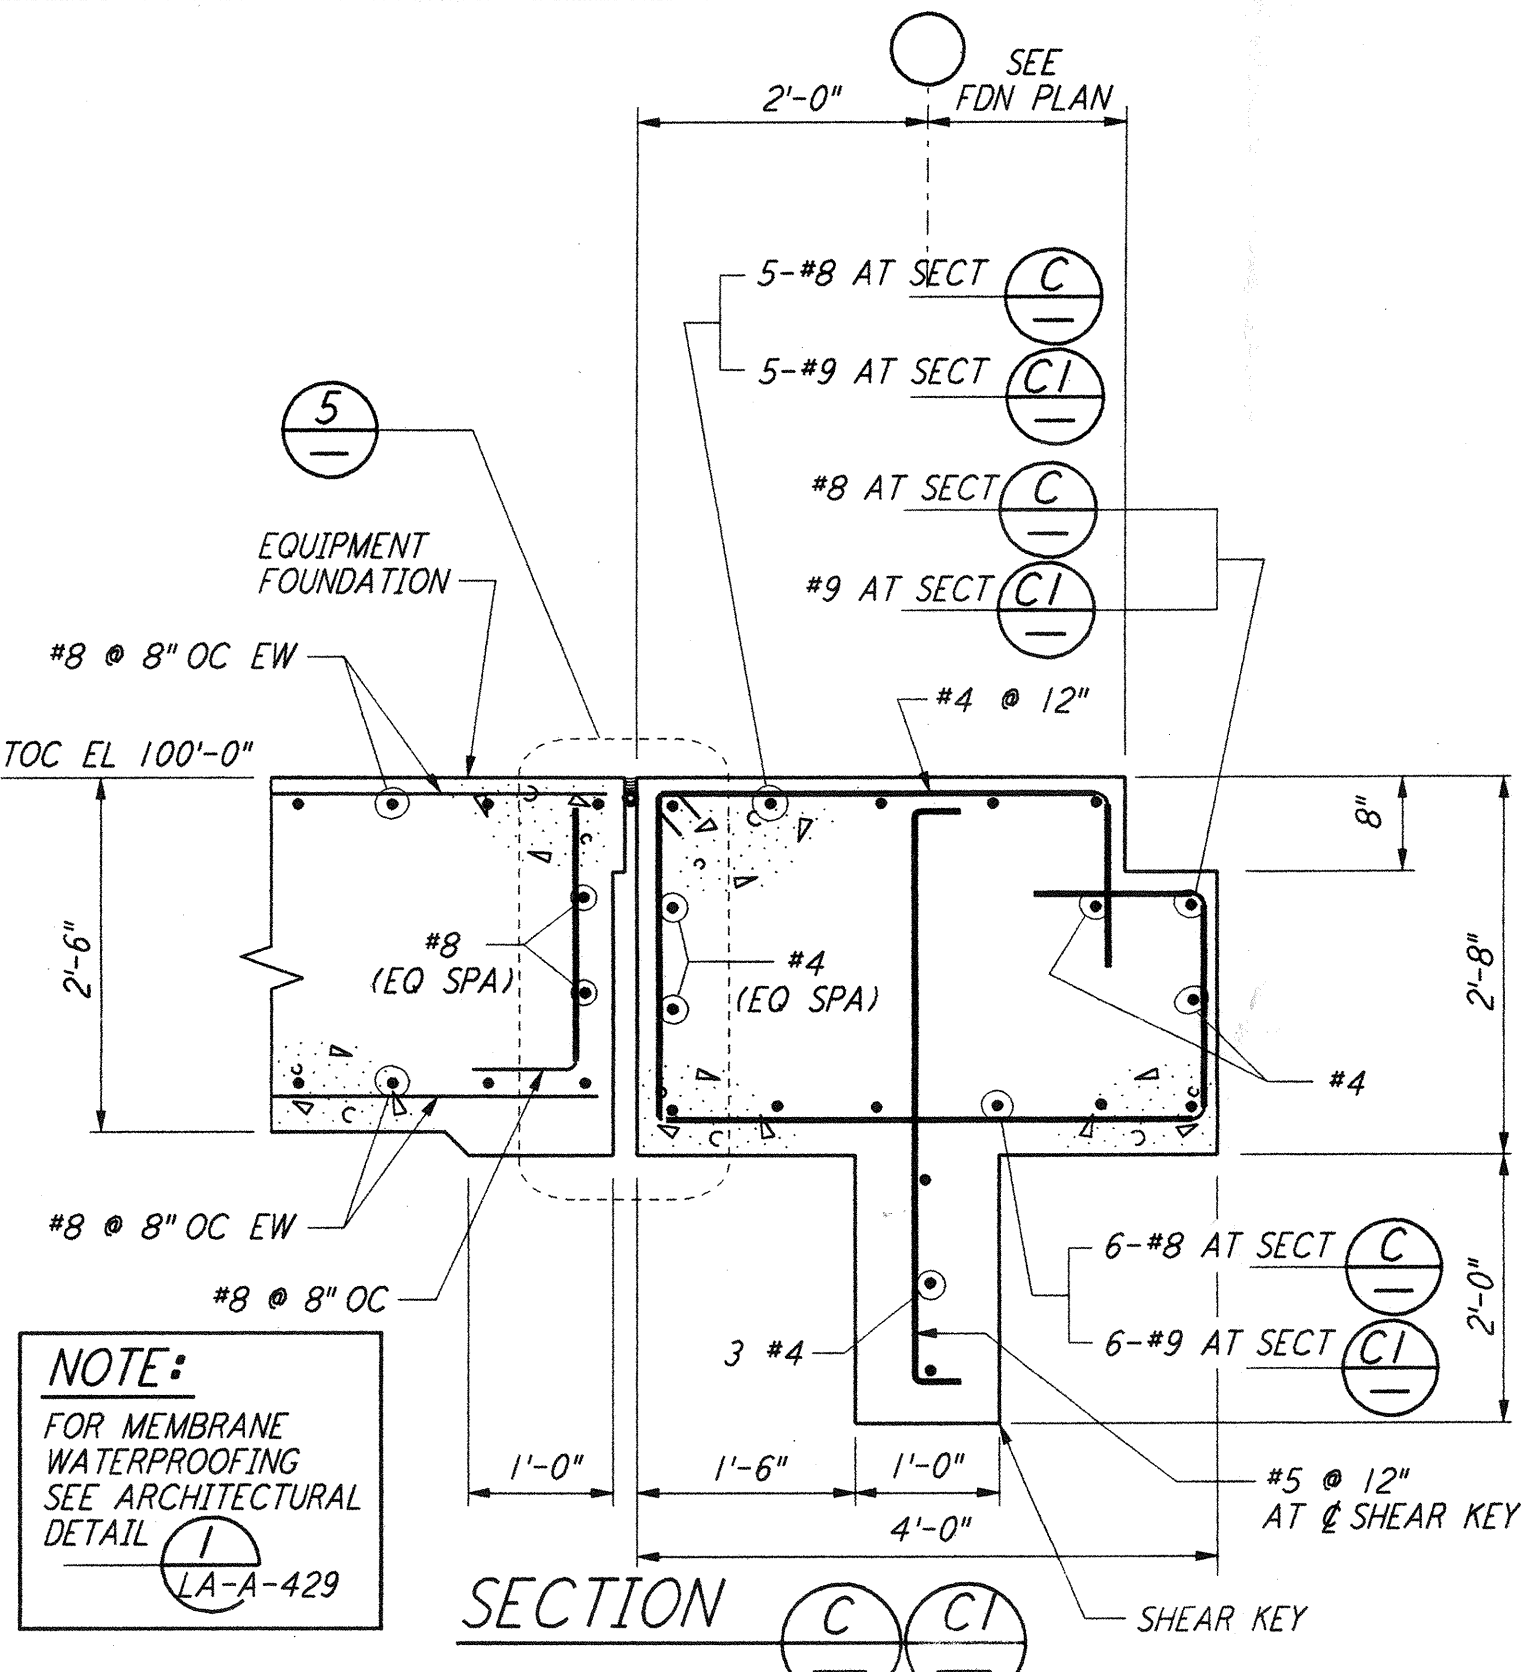 SEE
FDN PLAN
2'-0"
5-#8 AT SECT C
5-#9 AT SECT C1
5
#8 AT SECT C
#9 AT SECT C1
EQUIPMENT
FOUNDATION
#8 @ 8" OC EW
#4 @ 12"
TOC EL 100'-0"
8"
2'-6"
#8
(EQ SPA)
#4
(EQ SPA)
2'-8"
#4
#8 @ 8" OC EW
#8 @ 8" OC
6-#8 AT SECT C
6-#9 AT SECT C1
2'-0"
3 #4
NOTE:
FOR MEMBRANE
WATERPROOFING
SEE ARCHITECTURAL
DETAIL 1
LA-A-429
1'-0"
1'-6"
1'-0"
#5 @ 12"
AT ℄ SHEAR KEY
4'-0"
SECTION C C1
SHEAR KEY